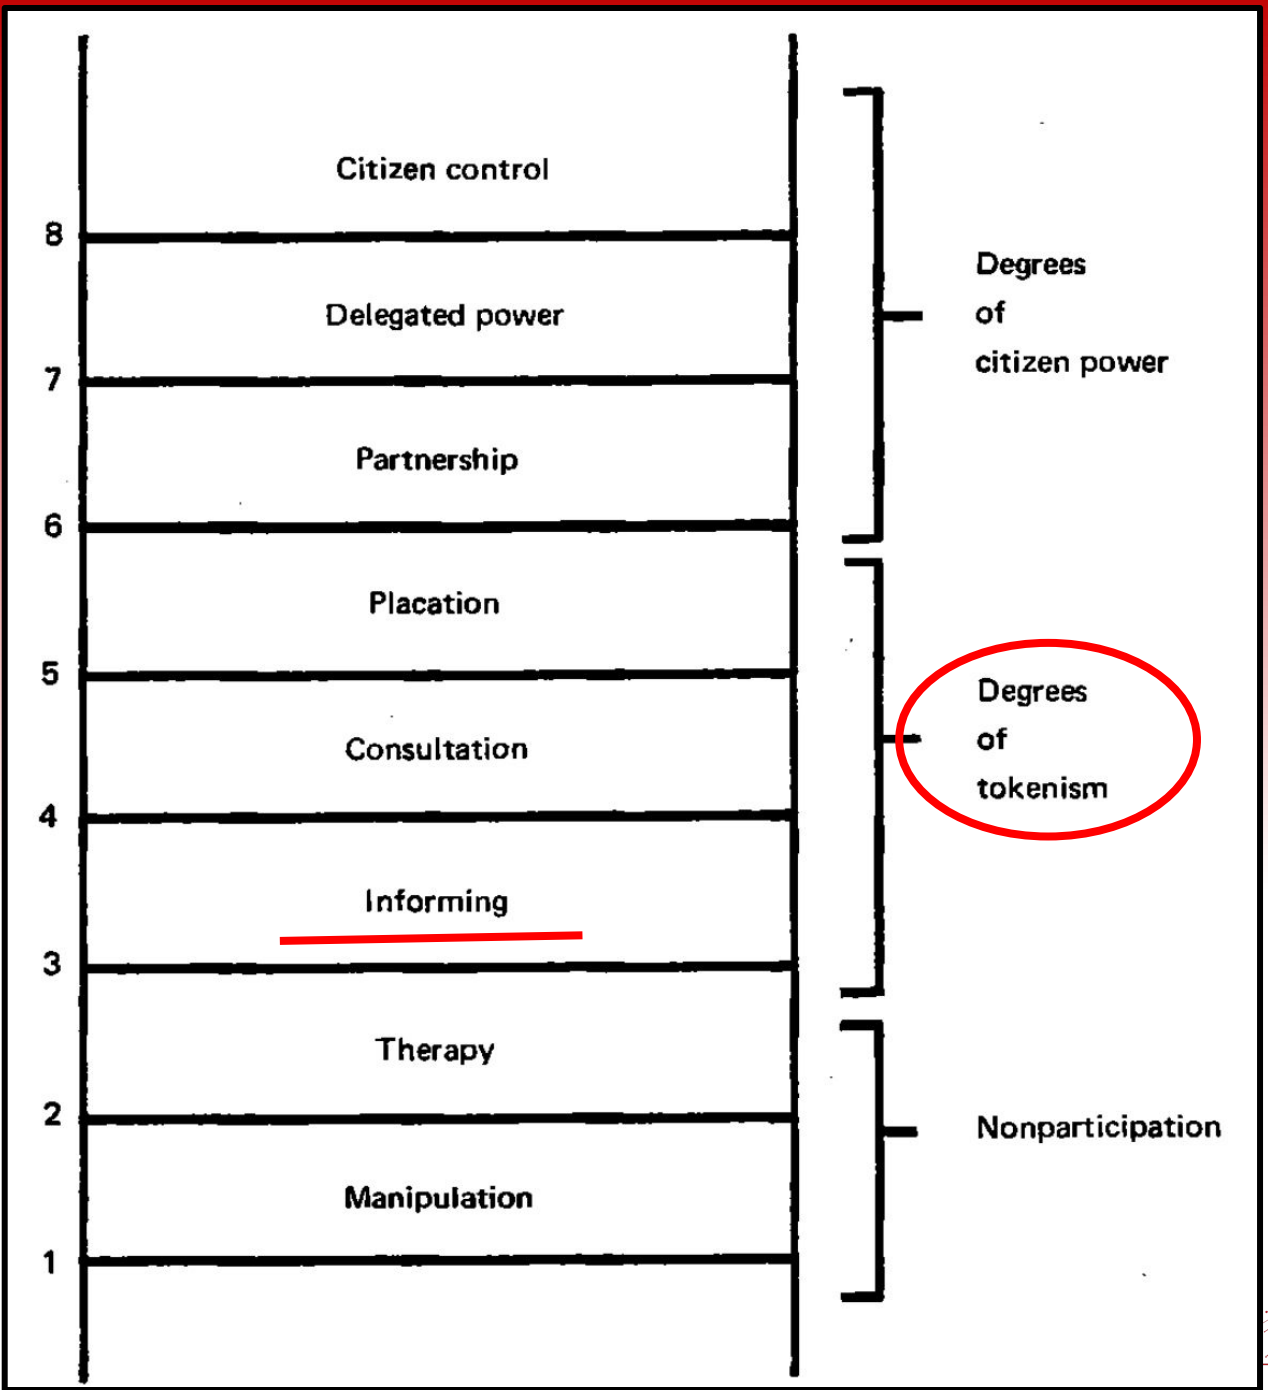 Citizen control
8
Delegated power
7
Partnership
6
Placation
5
Consultation
4
Informing
3
Therapy
2
Manipulation
1
Degrees
of
citizen power
Degrees
of
tokenism
Nonparticipation